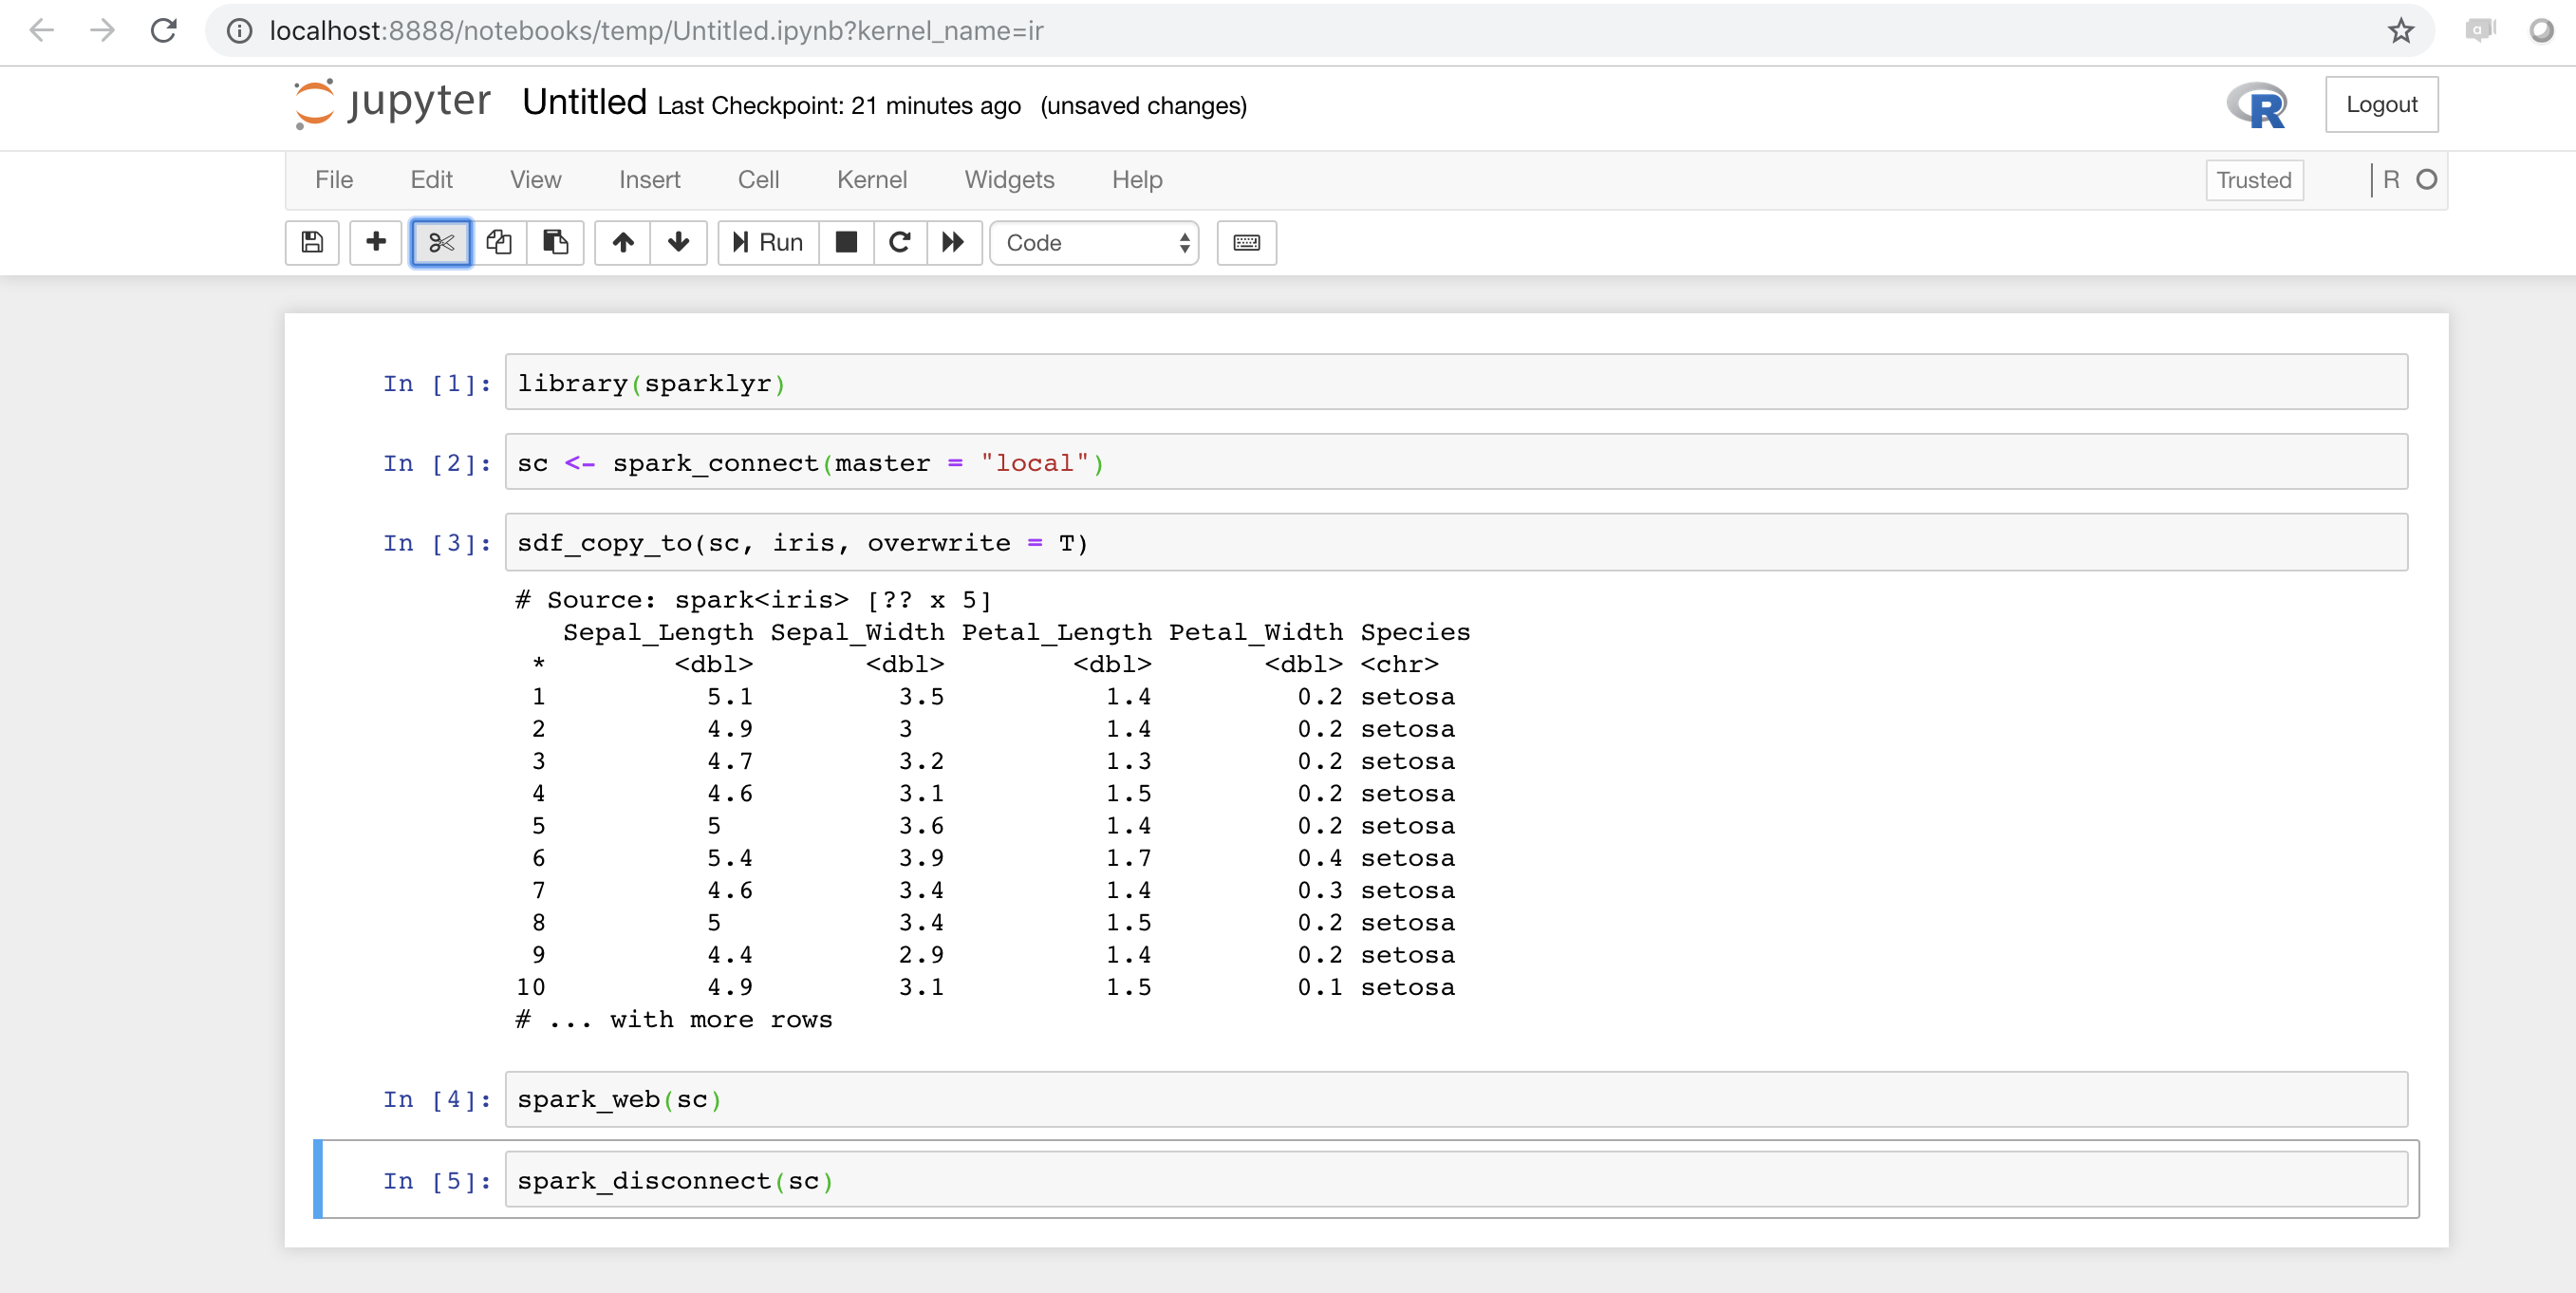 localhost:8888/notebooks/temp/Untitled.ipynb?kernel_name=ir
jupyter Untitled Last Checkpoint: 21 minutes ago (unsaved changes)
R Logout
File Edit View Insert Cell Kernel Widgets Help Trusted R
Run Code
In [1]: library(sparklyr)
In [2]: sc <- spark_connect(master = "local")
In [3]: sdf_copy_to(sc, iris, overwrite = T)
# Source: spark<iris> [?? x 5]
Sepal_Length Sepal_Width Petal_Length Petal_Width Species
* <dbl> <dbl> <dbl> <dbl> <chr>
1 5.1 3.5 1.4 0.2 setosa
2 4.9 3 1.4 0.2 setosa
3 4.7 3.2 1.3 0.2 setosa
4 4.6 3.1 1.5 0.2 setosa
5 5 3.6 1.4 0.2 setosa
6 5.4 3.9 1.7 0.4 setosa
7 4.6 3.4 1.4 0.3 setosa
8 5 3.4 1.5 0.2 setosa
9 4.4 2.9 1.4 0.2 setosa
10 4.9 3.1 1.5 0.1 setosa
# ... with more rows
In [4]: spark_web(sc)
In [5]: spark_disconnect(sc)